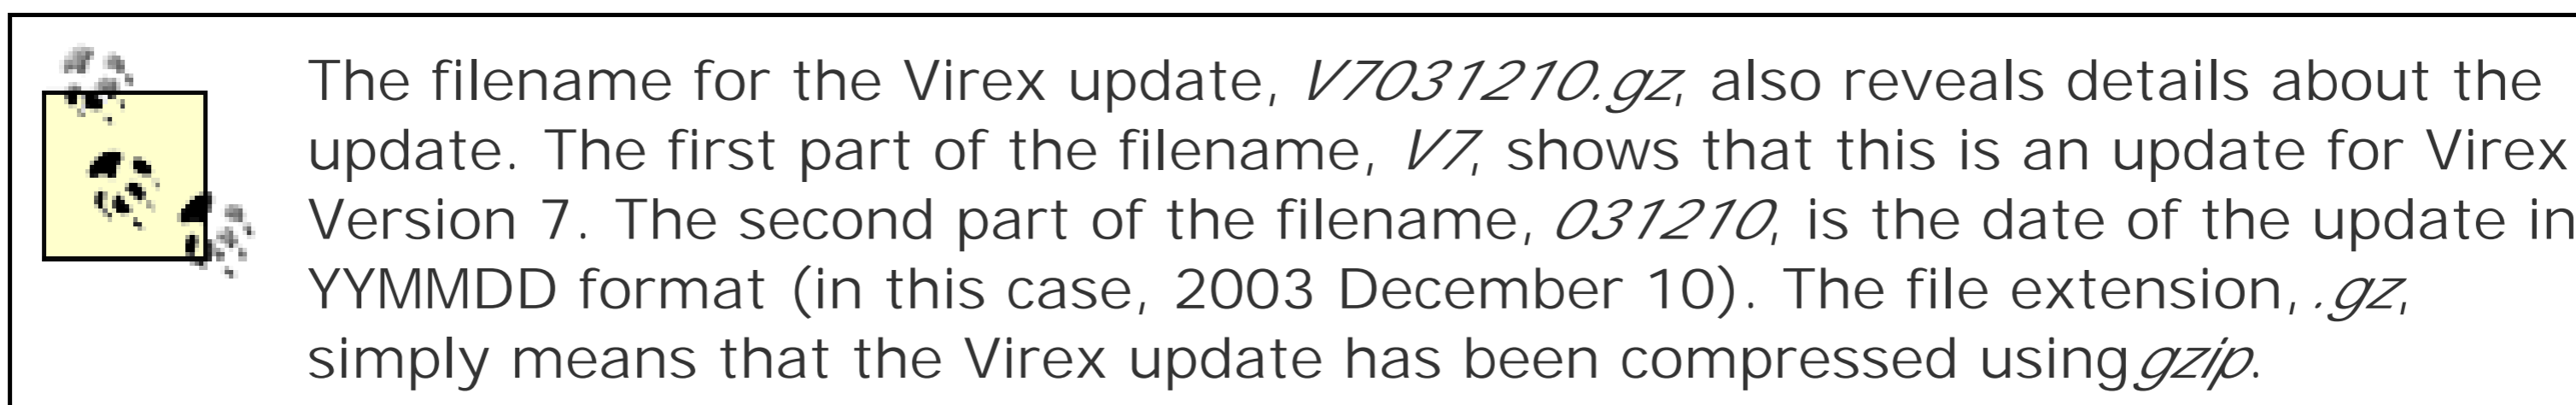 The filename for the Virex update, V7031210.gz, also reveals details about the
update. The first part of the filename, V7, shows that this is an update for Virex
Version 7. The second part of the filename, 031210, is the date of the update in
YYMMDD format (in this case, 2003 December 10). The file extension, .gz,
simply means that the Virex update has been compressed using gzip.